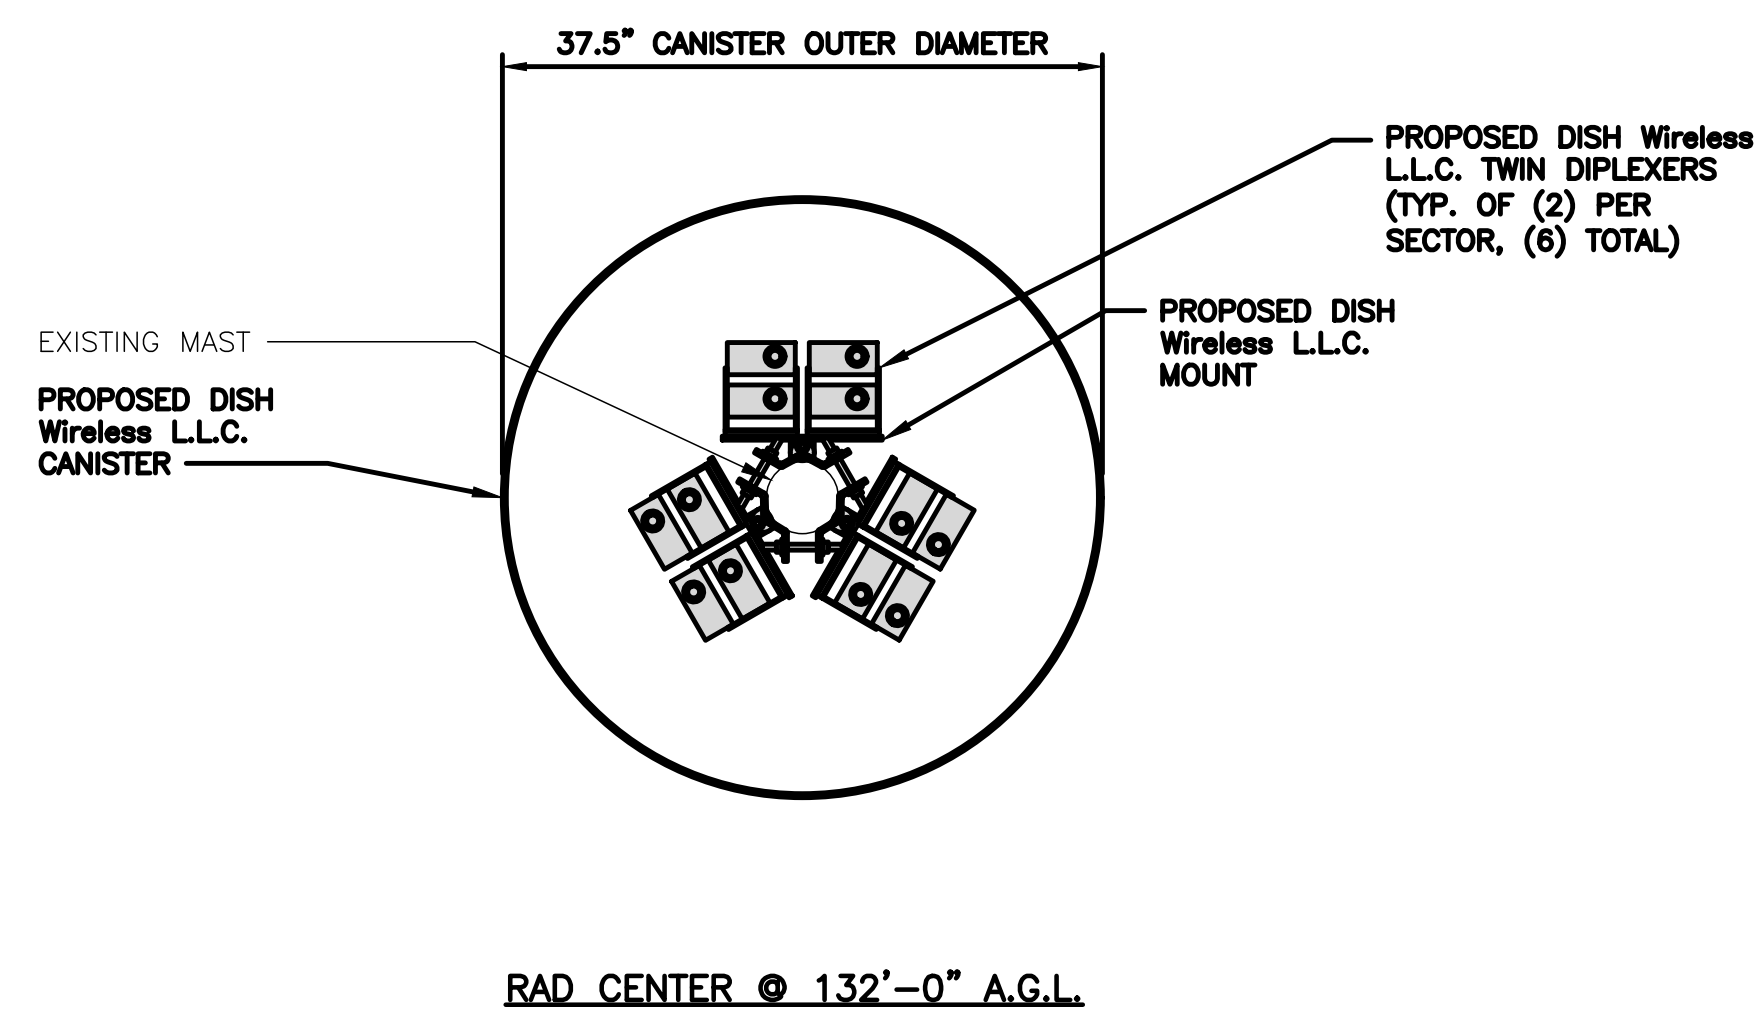 37.5" CANISTER OUTER DIAMETER
PROPOSED DISH Wireless
L.L.C. TWIN DIPLEXERS
(TYP. OF (2) PER
SECTOR, (6) TOTAL)
PROPOSED DISH
Wireless L.L.C.
MOUNT
EXISTING MAST
PROPOSED DISH
Wireless L.L.C.
CANISTER
RAD CENTER @ 132'-0" A.G.L.